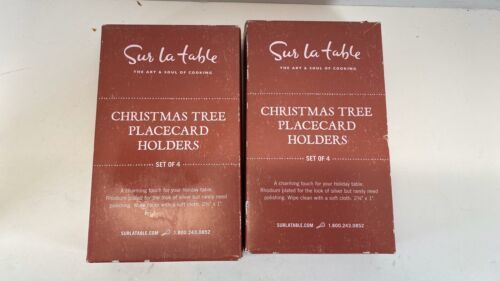 Sur la table
THE ART & SOUL OF COOKING
CHRISTMAS TREE
PLACECARD
HOLDERS
SET OF 4
A charming touch for your holiday table.
Rhodium plated for the look of silver but rarely need
polishing. Wipe clean with a soft cloth.
SURLATABLE.COM 1.800.243.0852
Sur la table
THE ART & SOUL OF COOKING
CHRISTMAS TREE
PLACECARD
HOLDERS
SET OF 4
A charming touch for your holiday table.
Rhodium plated for the look of silver but rarely need
polishing. Wipe clean with a soft cloth.
SURLATABLE.COM 1.800.243.0852